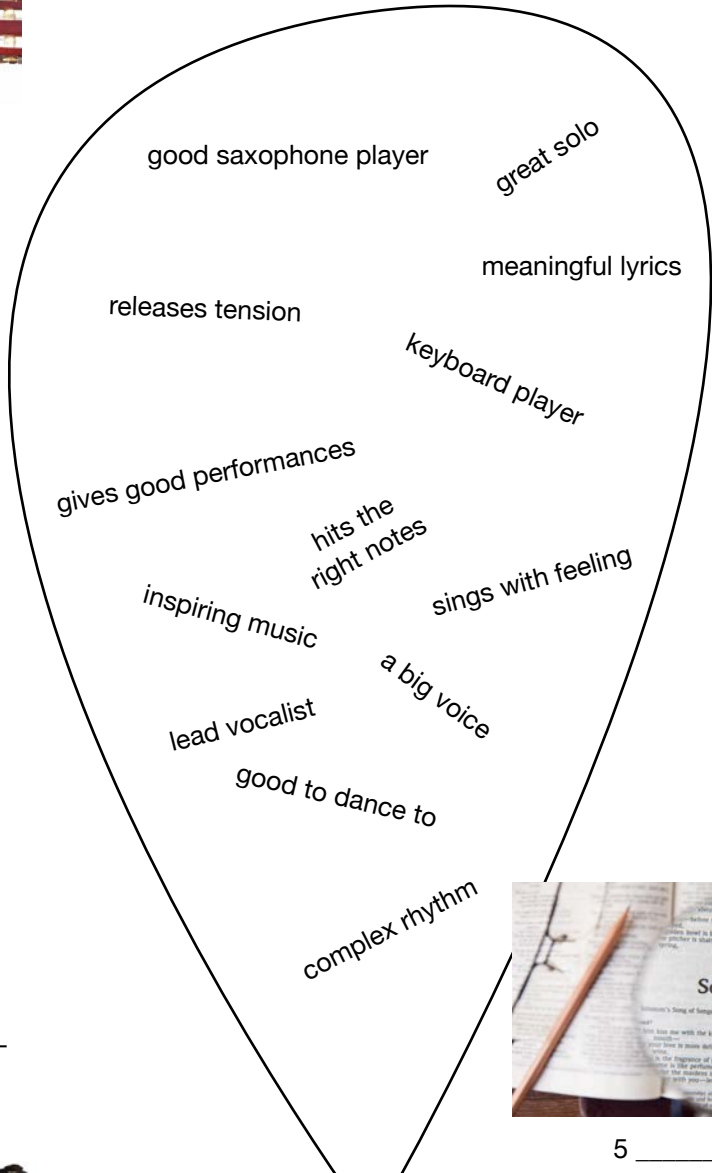 good saxophone player
great solo
meaningful lyrics
releases tension
keyboard player
gives good performances
hits the
right notes
sings with feeling
inspiring music
a big voice
lead vocalist
good to dance to
complex rhythm
5 ______